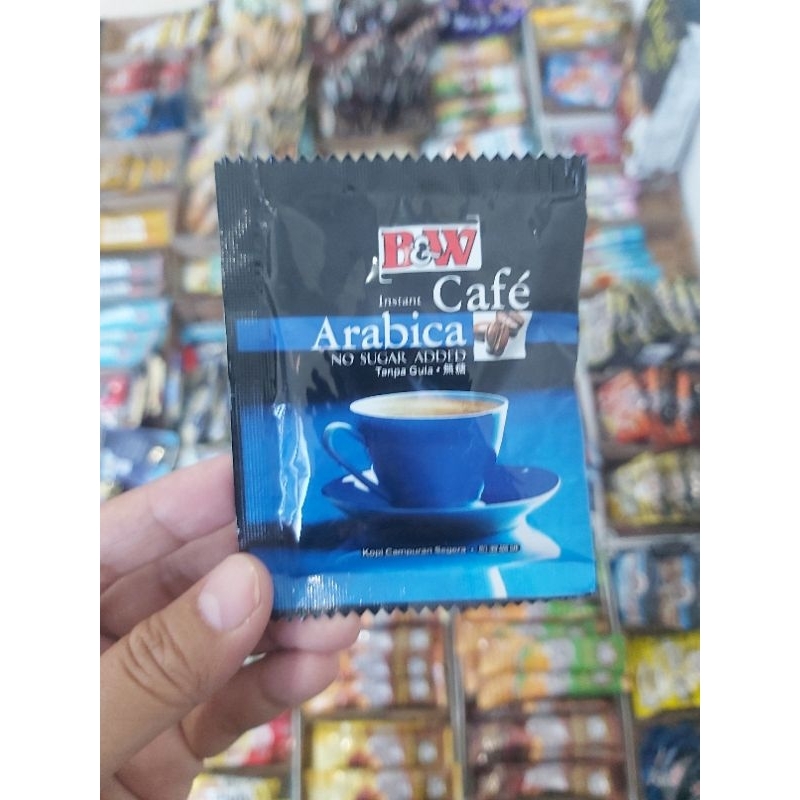 B&W
Instant Café
Arabica
NO SUGAR ADDED
Tanpa Gula • 無糖
Kopi Campuran Segera •